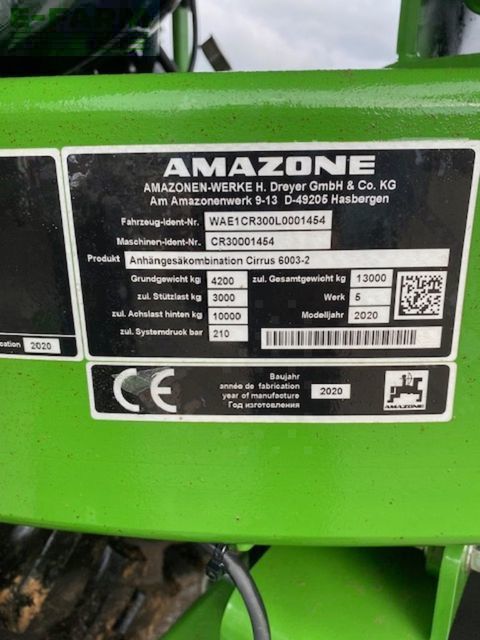 E-FARM
AMAZONE
AMAZONEN-WERKE H. Dreyer GmbH & Co. KG
Am Amazonenwerk 9-13 D-49205 Hasbergen
Fahrzeug-Ident-Nr. WAE1CR300L0001454
Maschinen-Ident-Nr. CR30001454
Produkt Anhängesäkombination Cirrus 6003-2
Grundgewicht kg 4200 zul. Gesamtgewicht kg 13000
zul. Stützlast kg 3000 Werk 5
zul. Achslast hinten kg 10000 Modelljahr 2020
zul. Systemdruck bar 210
cation 2020
CE
Baujahr
année de fabrication
year of manufacture
Год изготовления
2020
AMAZONE